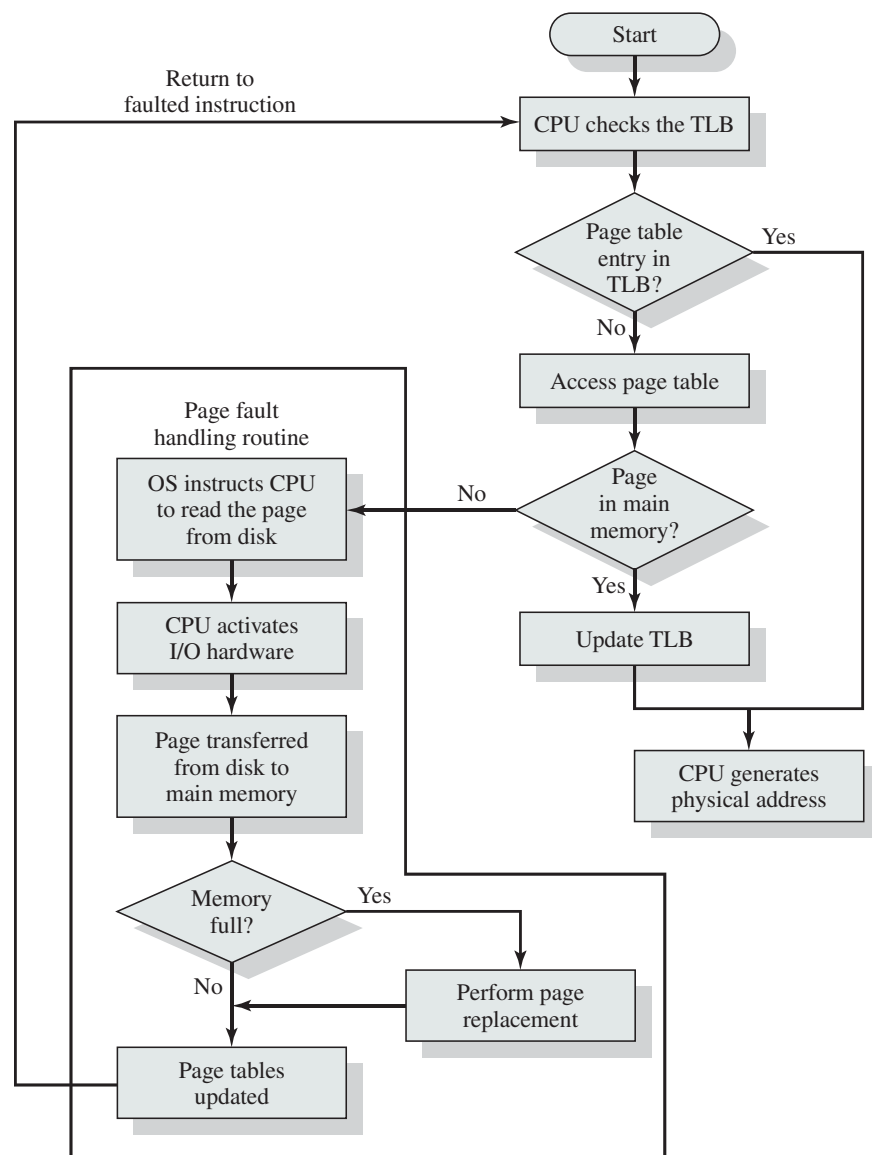 Start
Return to
faulted instruction
CPU checks the TLB
Page table
entry in
TLB?
Yes
No
Access page table
Page fault
handling routine
Page
in main
memory?
No
OS instructs CPU
to read the page
from disk
Yes
CPU activates
I/O hardware
Update TLB
Page transferred
from disk to
main memory
CPU generates
physical address
Memory
full?
Yes
No
Perform page
replacement
Page tables
updated